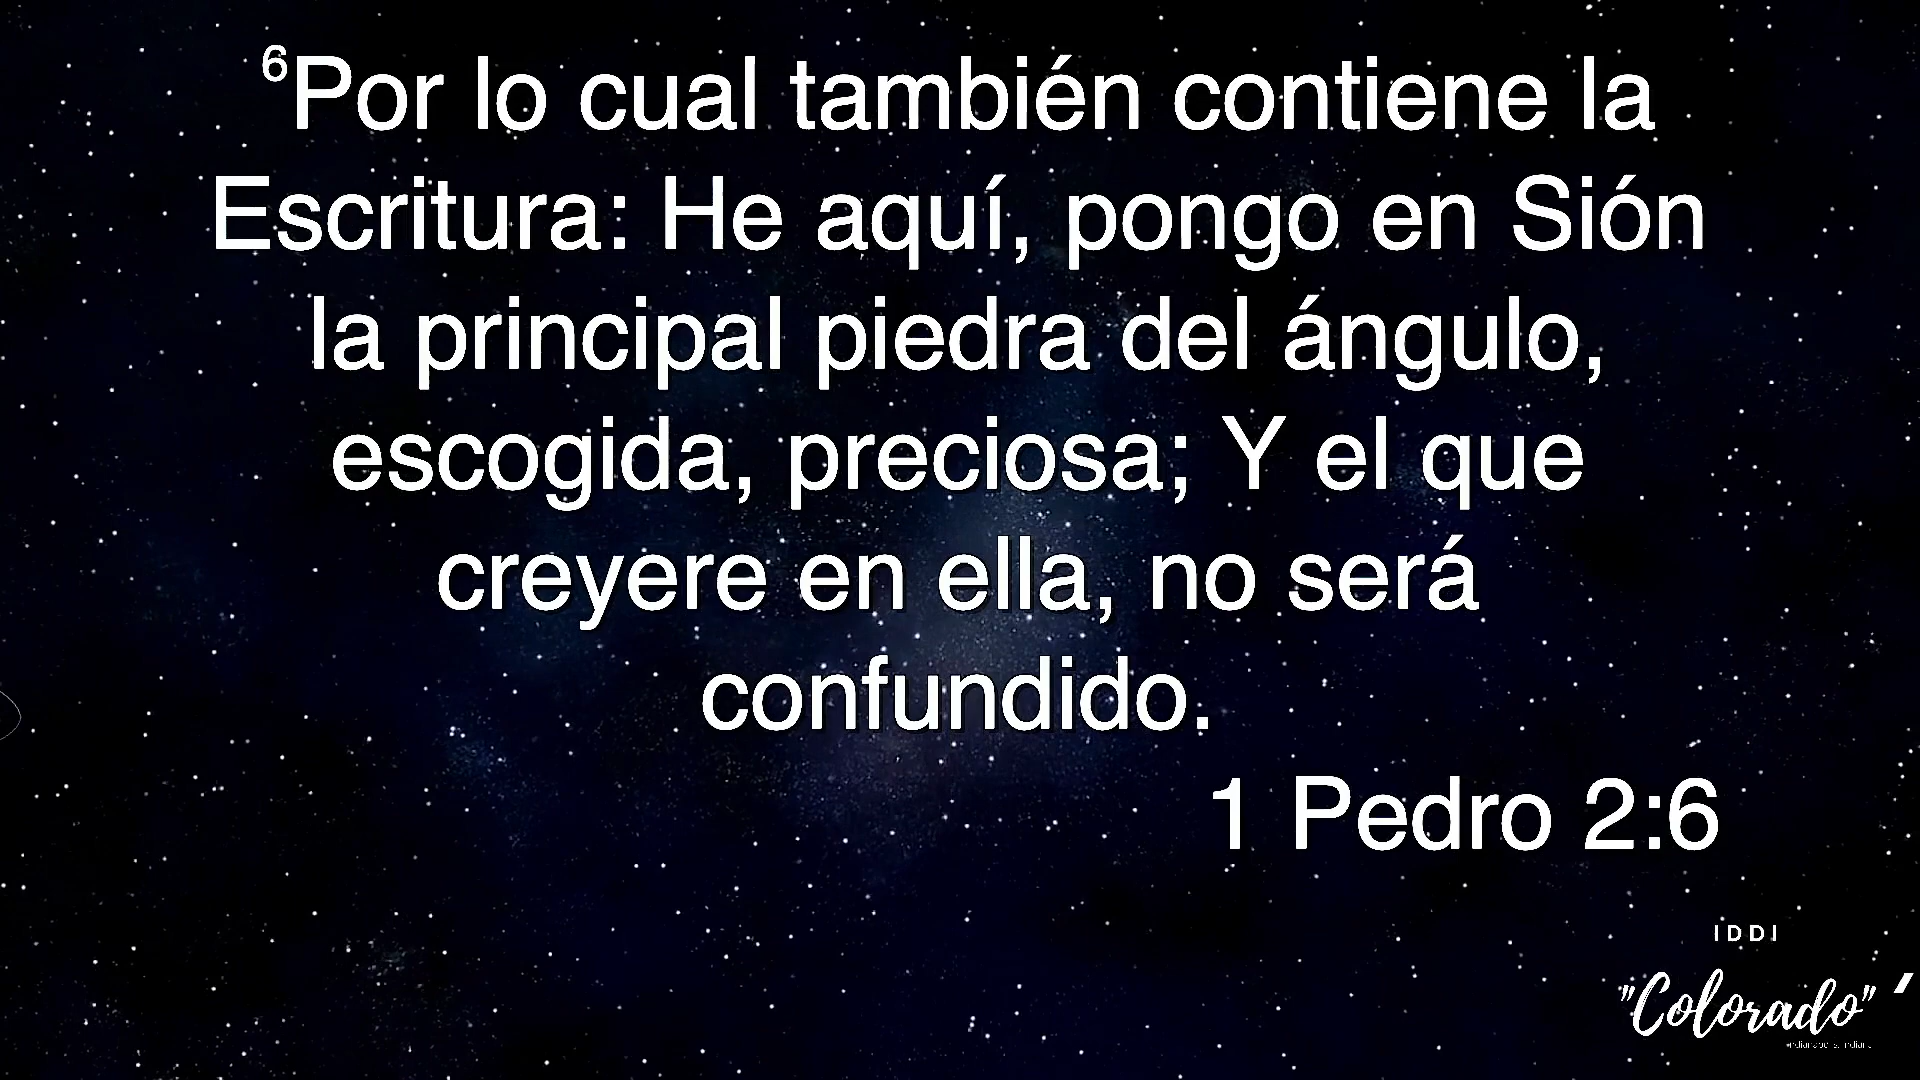 ⁶Por lo cual también contiene la
Escritura: He aquí, pongo en Sión
la principal piedra del ángulo,
escogida, preciosa; Y el que
creyere en ella, no será
confundido.
1 Pedro 2:6
IDDI
"Colorado"